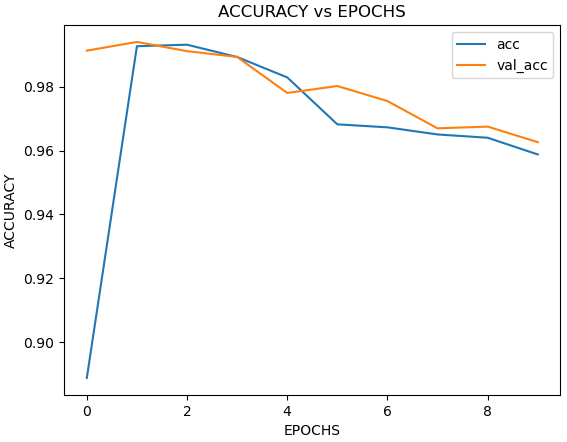 ACCURACY vs EPOCHS
acc
val_acc
0.98
0.96
0.94
0.92
0.90
ACCURACY
0 2 4 6 8
EPOCHS